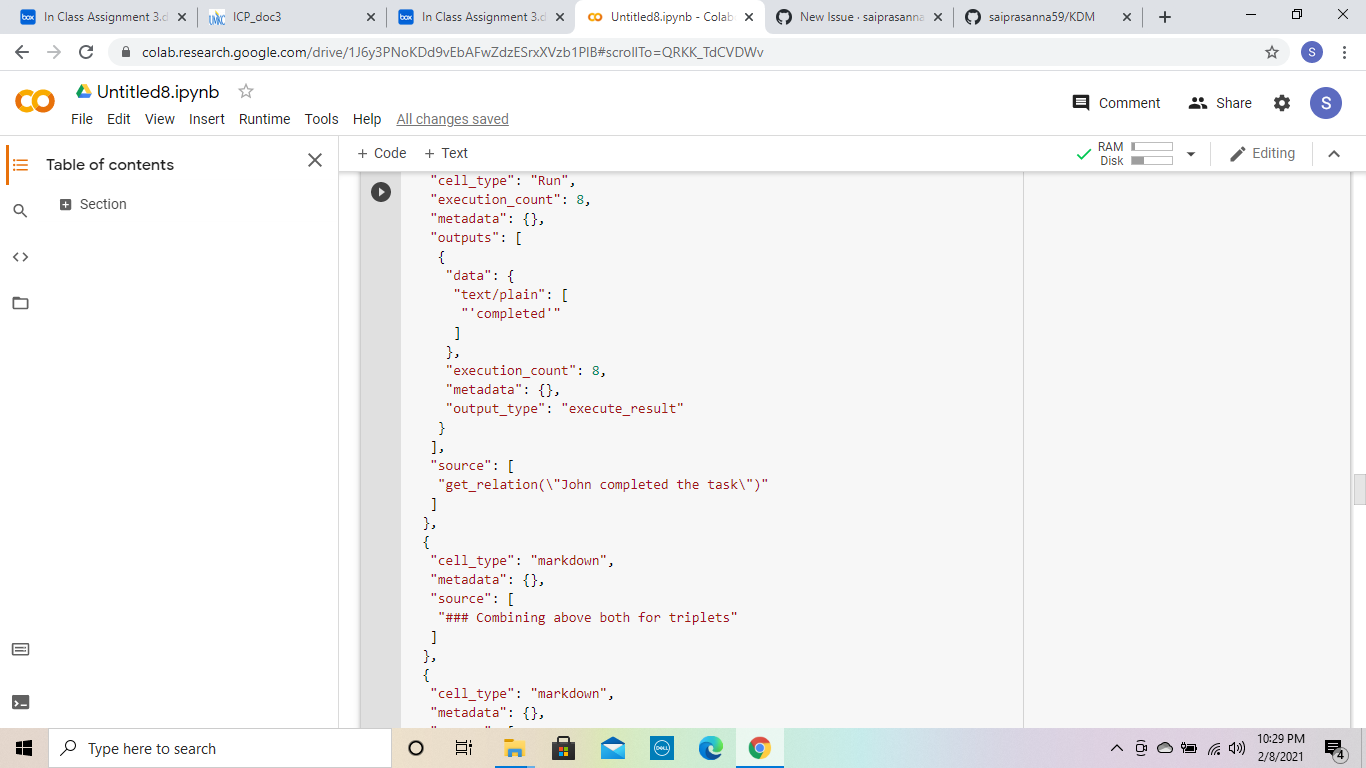 In Class Assignment 3.d
ICP_doc3
In Class Assignment 3.d
Untitled8.ipynb - Colab
New Issue · saiprasanna
saiprasanna59/KDM
colab.research.google.com/drive/1J6y3PNoKDd9vEbAFwZdzESrxXVzb1PlB#scrollTo=QRKK_TdCVDWv
S
Untitled8.ipynb
Comment
Share
S
File Edit View Insert Runtime Tools Help All changes saved
Table of contents
+ Code + Text
RAM
Disk
Editing
Section
"cell_type": "Run",
"execution_count": 8,
"metadata": {},
"outputs": [
{
"data": {
"text/plain": [
"'completed'"
]
},
"execution_count": 8,
"metadata": {},
"output_type": "execute_result"
}
],
"source": [
"get_relation(\"John completed the task\")"
]
},
{
"cell_type": "markdown",
"metadata": {},
"source": [
"### Combining above both for triplets"
]
},
{
"cell_type": "markdown",
"metadata": {},
Type here to search
DELL
10:29 PM
2/8/2021
4